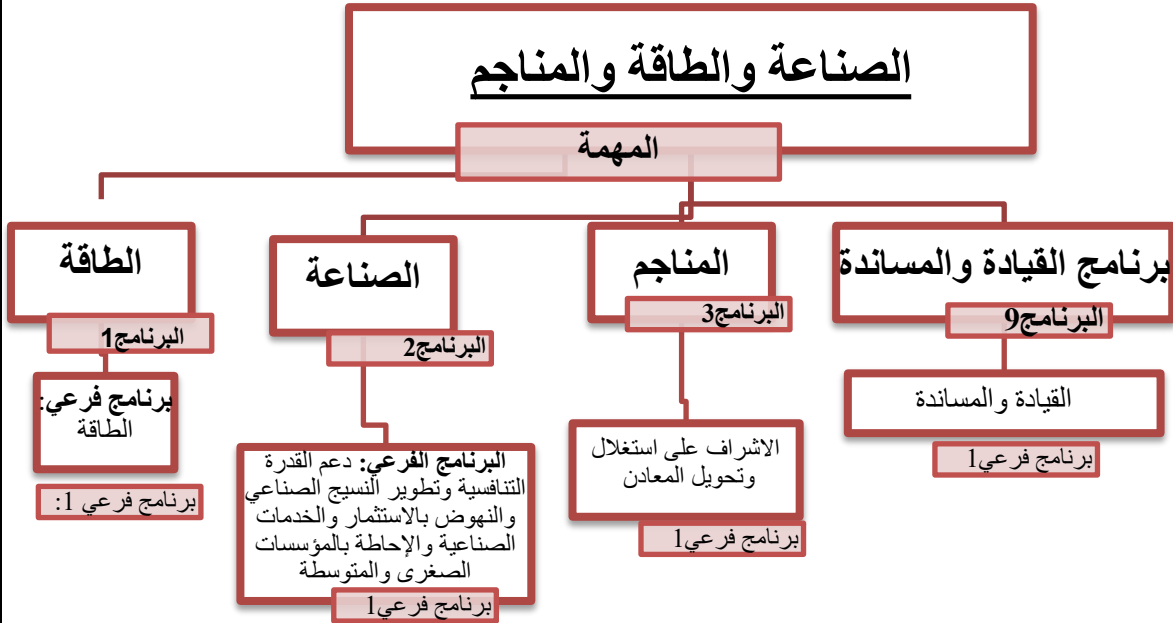 الصناعة والطاقة والمناجم
المهمة
برنامج القيادة والمساندة
البرنامج9
القيادة والمساندة
برنامج فرعي1
المناجم
البرنامج3
الاشراف على استغلال
وتحويل المعادن
برنامج فرعي1
الصناعة
البرنامج2
البرنامج الفرعي: دعم القدرة
التنافسية وتطوير النسيج الصناعي
والنهوض بالاستثمار والخدمات
الصناعية والإحاطة بالمؤسسات
الصغرى والمتوسطة
برنامج فرعي1
الطاقة
البرنامج1
برنامج فرعي:
الطاقة
برنامج فرعي 1: